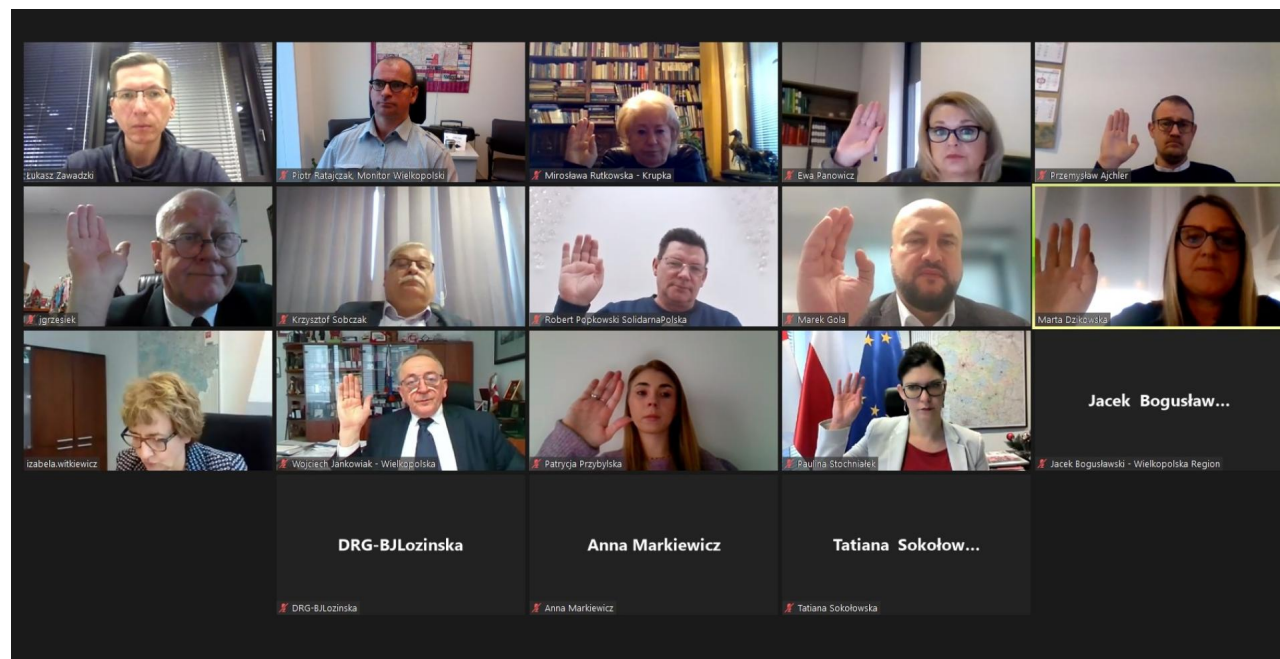 Łukasz Zawadzki
Piotr Ratajczak, Monitor Wielkopolski
Mirosława Rutkowska - Krupka
Ewa Panowicz
Przemysław Ajchler
jgrzesiek
Krzysztof Sobczak
Robert Popkowski SolidarnaPolska
Marek Gola
Marta Dzikowska
izabela.witkiewicz
Wojciech Jankowiak - Wielkopolska
Patrycja Przybylska
Paulina Stochniałek
Jacek Bogusław...
Jacek Bogusławski - Wielkopolska Region
DRG-BJLozinska
DRG-BJLozinska
Anna Markiewicz
Anna Markiewicz
Tatiana Sokołow...
Tatiana Sokołowska